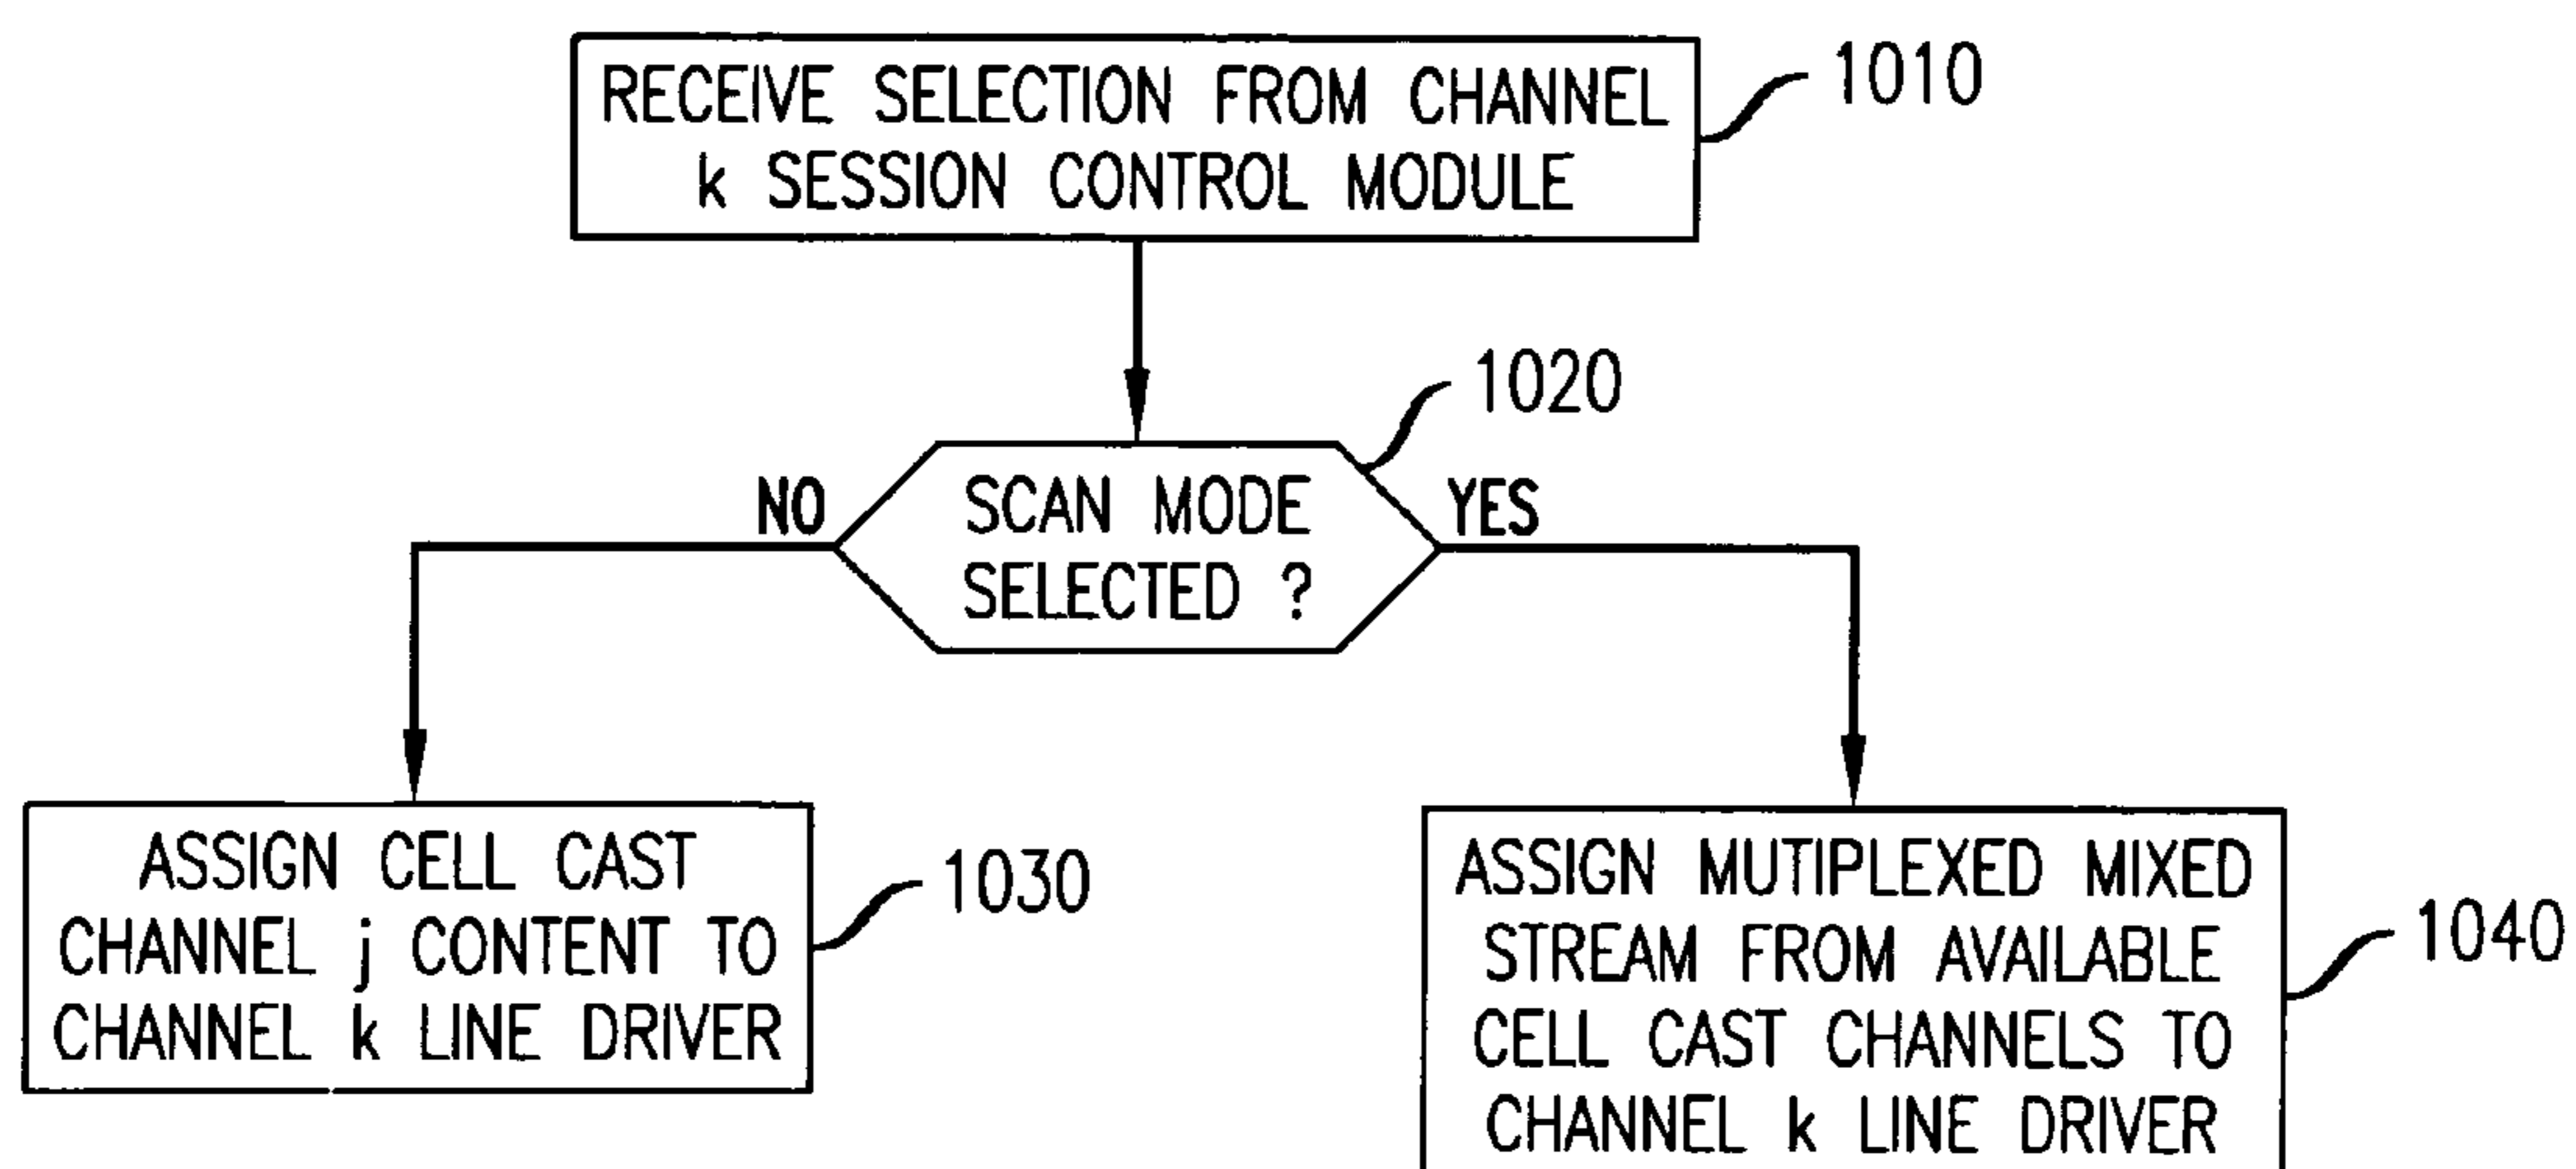 RECEIVE SELECTION FROM CHANNEL
k SESSION CONTROL MODULE
1010
1020
NO
SCAN MODE
SELECTED ?
YES
ASSIGN CELL CAST
CHANNEL j CONTENT TO
CHANNEL k LINE DRIVER
1030
ASSIGN MUTIPLEXED MIXED
STREAM FROM AVAILABLE
CELL CAST CHANNELS TO
CHANNEL k LINE DRIVER
1040